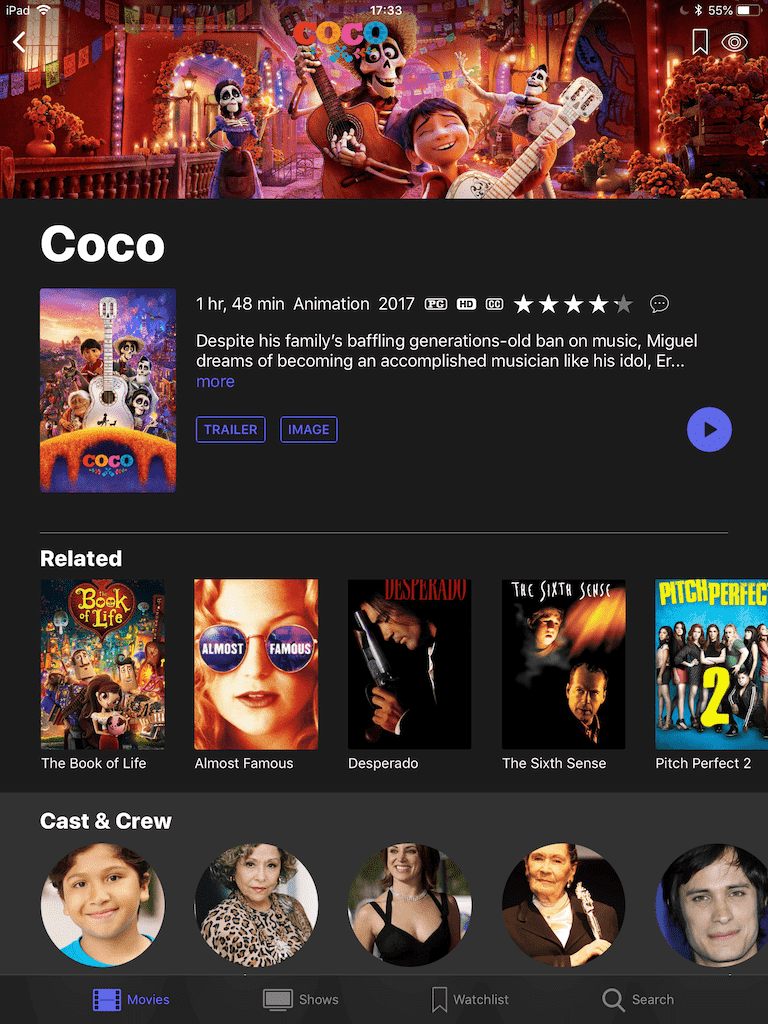 iPad
17:33
55%
COCO
Coco
1 hr, 48 min Animation 2017 PG HD CC
Despite his family’s baffling generations-old ban on music, Miguel
dreams of becoming an accomplished musician like his idol, Er...
more
TRAILER IMAGE
COCO
Related
the Book of Life
ALMOST FAMOUS
DESPERADO
THE SIXTH SENSE
PITCH PERFECT
2
The Book of Life
Almost Famous
Desperado
The Sixth Sense
Pitch Perfect 2
Cast & Crew
Movies
Shows
Watchlist
Search